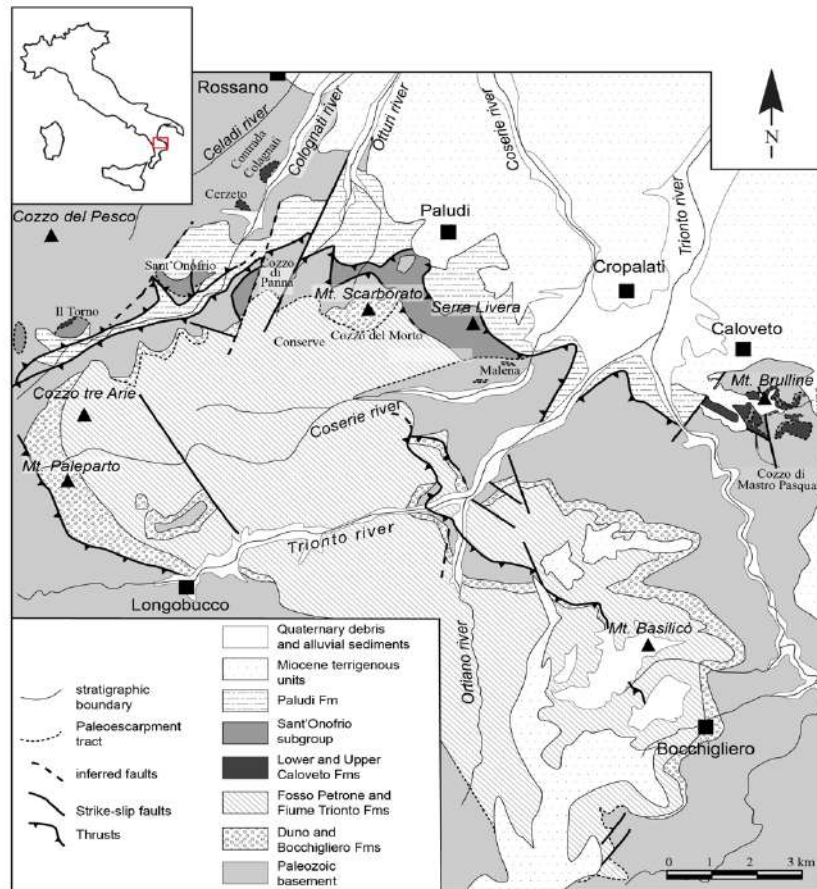 Rossano
Celadi river
Contrada
Colagnati
Colognati river
Otturi river
Coserie river
N
Cerzeto
Cozzo del Pesco
Paludi
Trionto river
Sant'Onofrio
Cozzo
di
Panna
Cropalati
Mt. Scarborato
Serra Livera
Il Torno
Conserve
Cozzo del Morto
Caloveto
Malena
Mt. Brulline
Cozzo tre Arie
Coserie river
Cozzo di
Mastro Pasqua
Mt. Paleparto
Trionto river
Longobucco
Ortiano river
Mt. Basilicò
Bocchigliero
stratigraphic
boundary
Paleoescarpment
tract
inferred faults
Strike-slip faults
Thrusts
Quaternary debris
and alluvial sediments
Miocene terrigenous
units
Paludi Fm
Sant'Onofrio
subgroup
Lower and Upper
Caloveto Fms
Fosso Petrone and
Fiume Trionto Fms
Duno and
Bocchigliero Fms
Paleozoic
basement
0 1 2 3 km